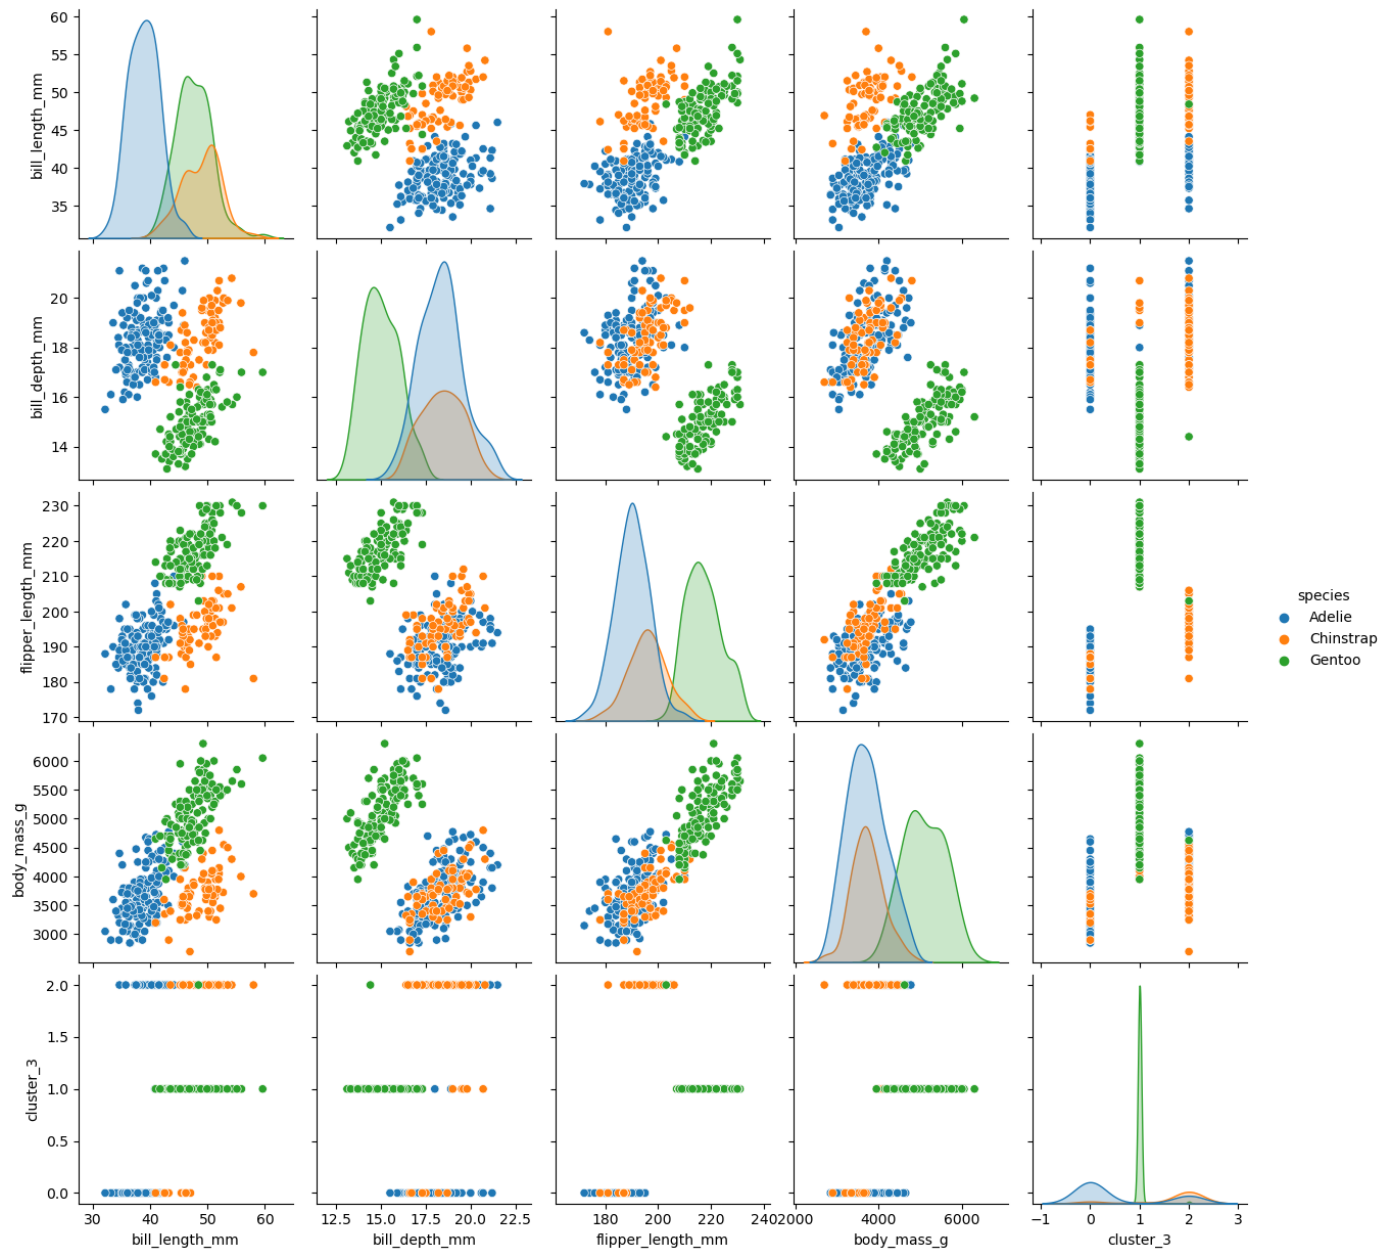 bill_length_mm
60
55
50
45
40
35
bill_depth_mm
20
18
16
14
flipper_length_mm
230
220
210
200
190
180
170
species
Adelie
Chinstrap
Gentoo
body_mass_g
6000
5500
5000
4500
4000
3500
3000
cluster_3
2.0
1.5
1.0
0.5
0.0
30 40 50 60
12.5 15.0 17.5 20.0 22.5
180 200 220 240
2000 4000 6000
−1 0 1 2 3
bill_length_mm
bill_depth_mm
flipper_length_mm
body_mass_g
cluster_3